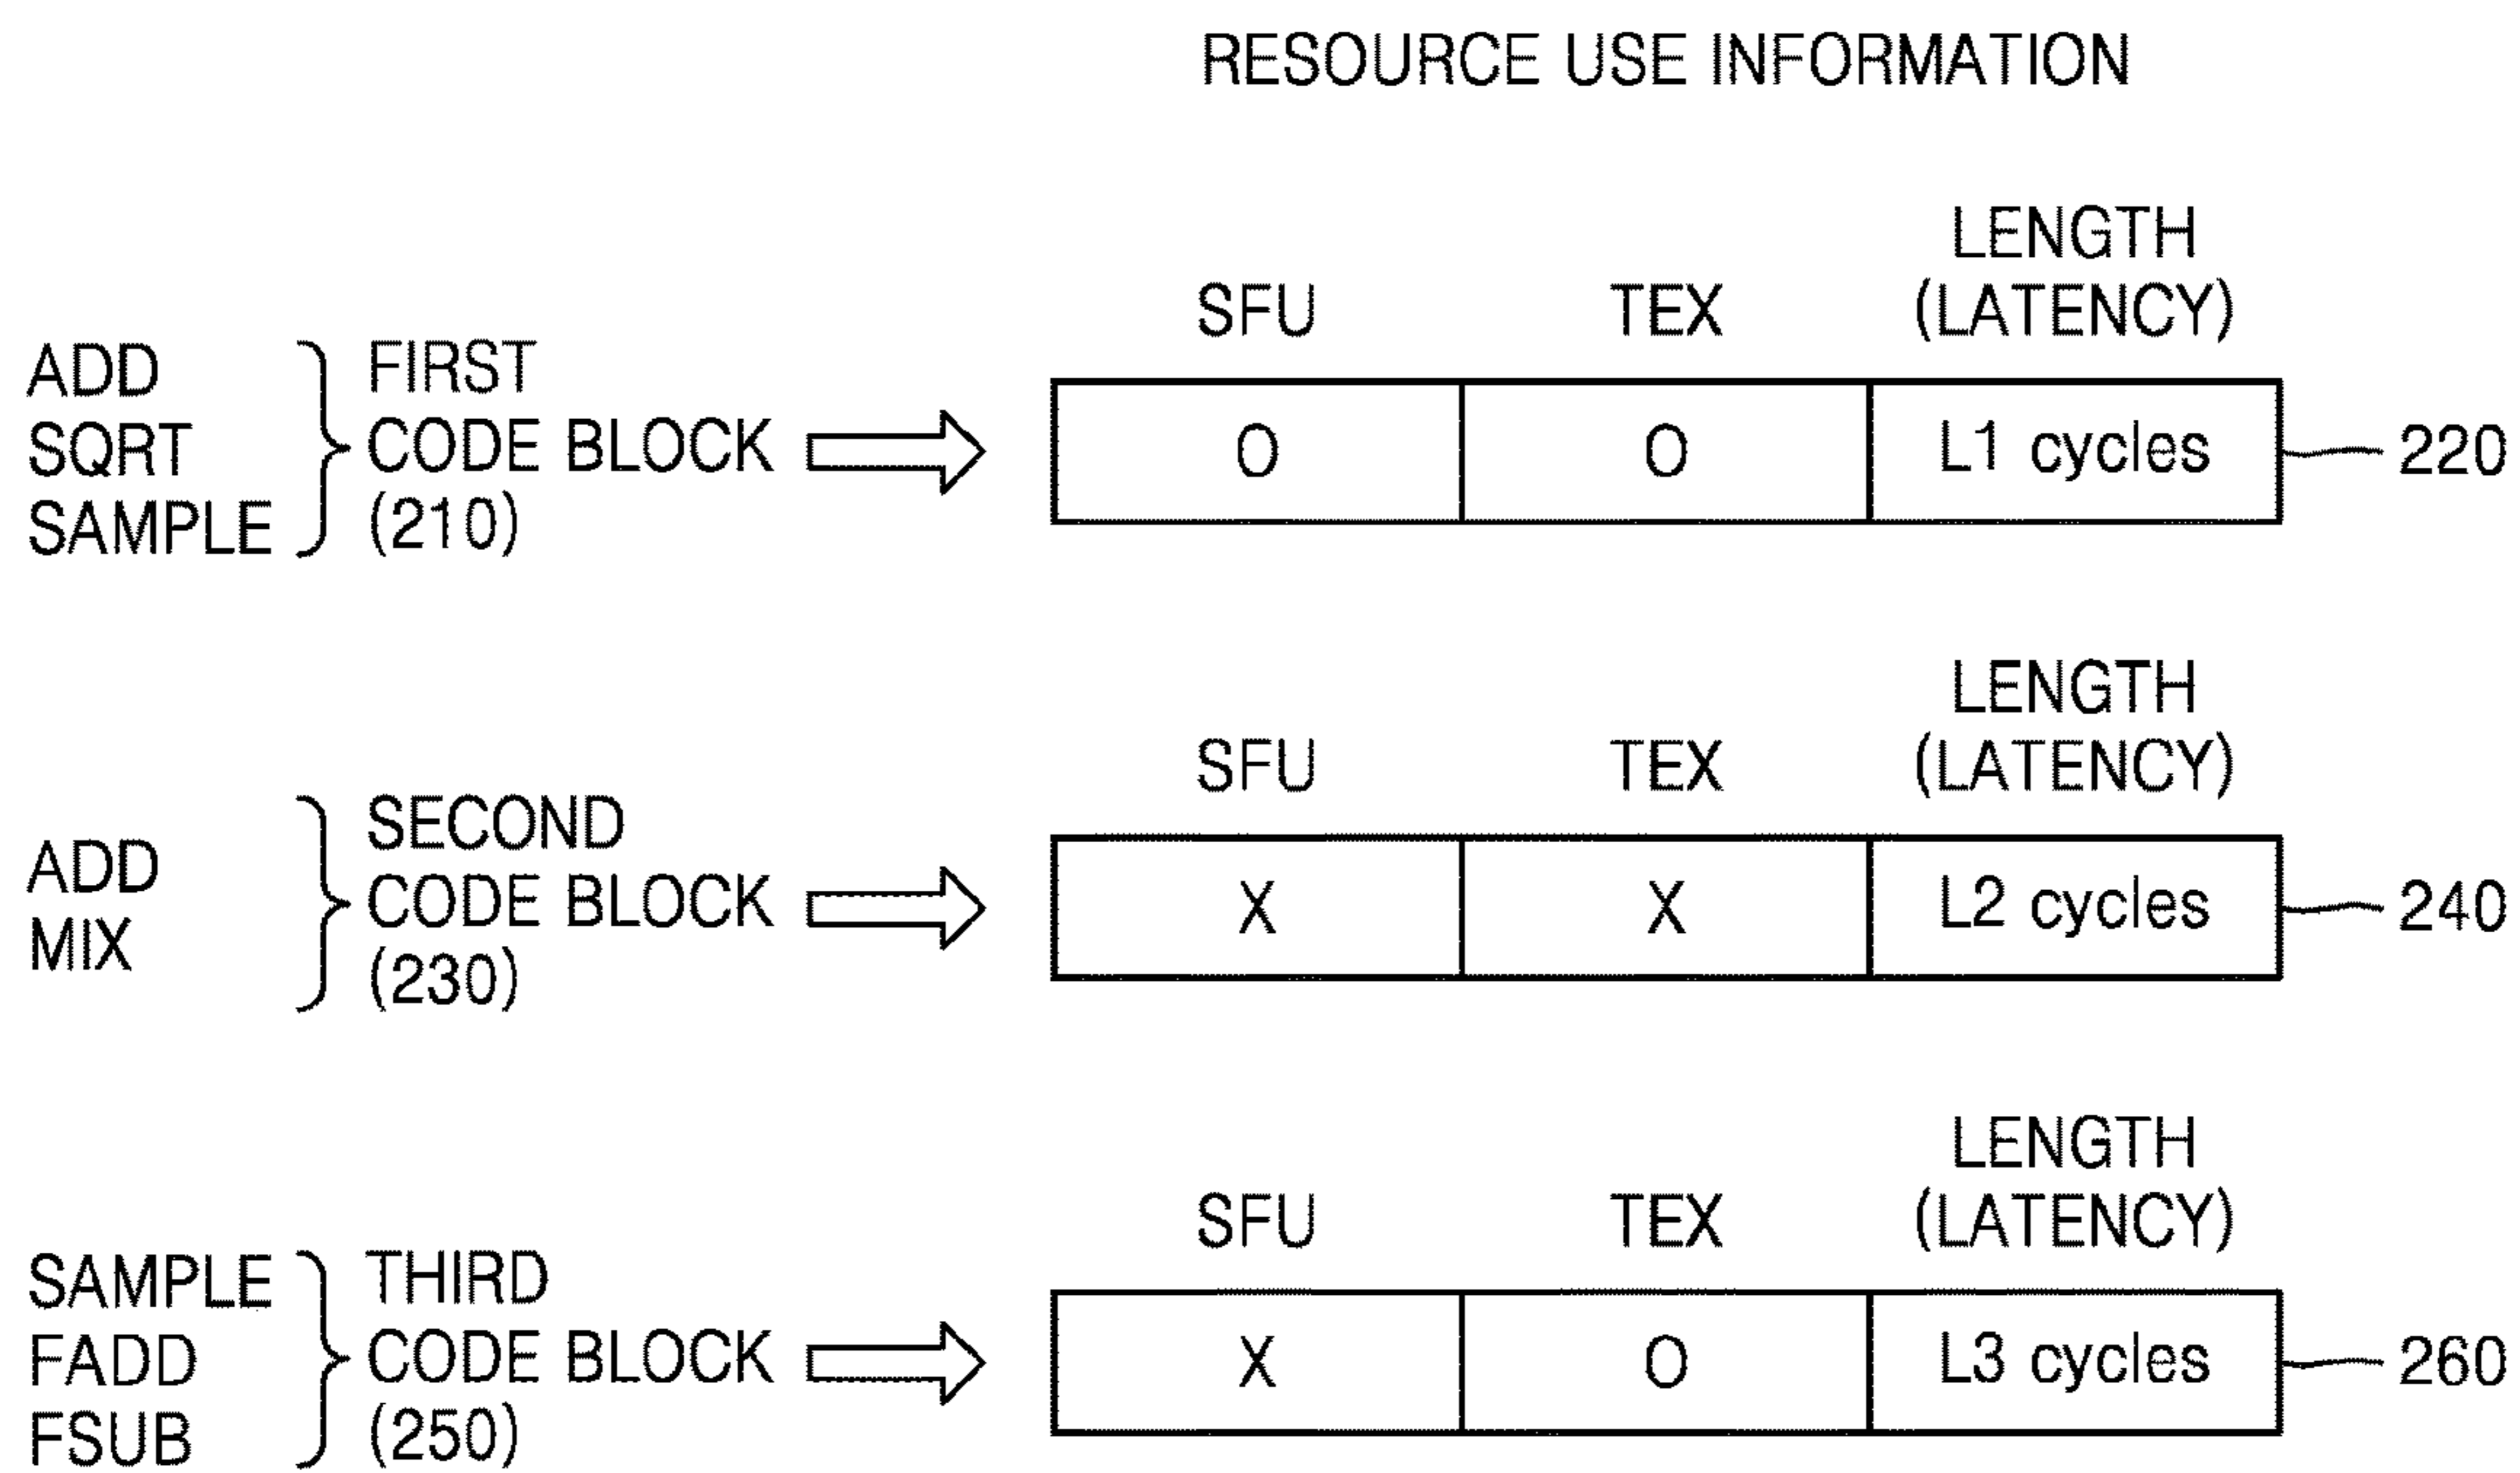 RESOURCE USE INFORMATION
ADD
SQRT
SAMPLE
FIRST
CODE BLOCK
(210)
SFU
TEX
LENGTH
(LATENCY)
O
O
L1 cycles
220
ADD
MIX
SECOND
CODE BLOCK
(230)
SFU
TEX
LENGTH
(LATENCY)
X
X
L2 cycles
240
SAMPLE
FADD
FSUB
THIRD
CODE BLOCK
(250)
SFU
TEX
LENGTH
(LATENCY)
X
O
L3 cycles
260